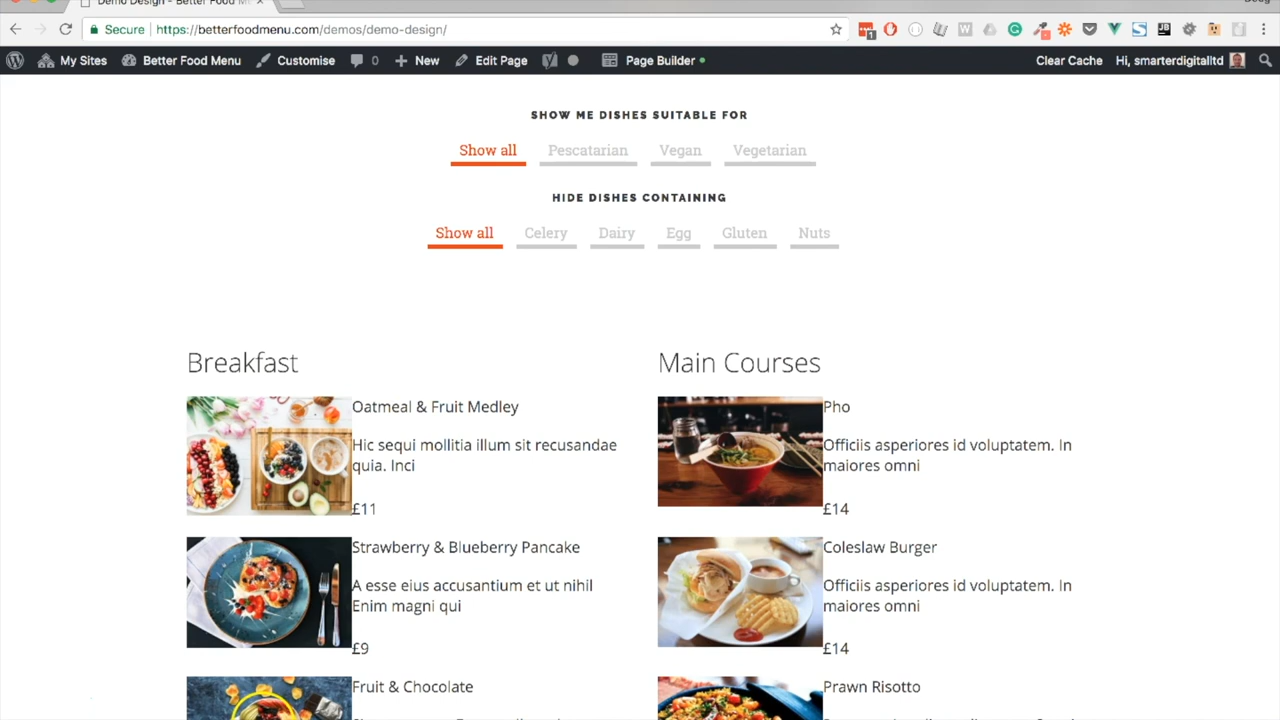 Demo Design - Better Food M
Secure
https://betterfoodmenu.com/demos/demo-design/
1
My Sites
Better Food Menu
Customise
0
New
Edit Page
Page Builder
Clear Cache
Hi, smarterdigitalltd
SHOW ME DISHES SUITABLE FOR
Show all Pescatarian Vegan Vegetarian
HIDE DISHES CONTAINING
Show all Celery Dairy Egg Gluten Nuts
Breakfast
Oatmeal & Fruit Medley
Hic sequi mollitia illum sit recusandae
quia. Inci
£11
Strawberry & Blueberry Pancake
A esse eius accusantium et ut nihil
Enim magni qui
£9
Fruit & Chocolate
Main Courses
Pho
Officiis asperiores id voluptatem. In
maiores omni
£14
Coleslaw Burger
Officiis asperiores id voluptatem. In
maiores omni
£14
Prawn Risotto